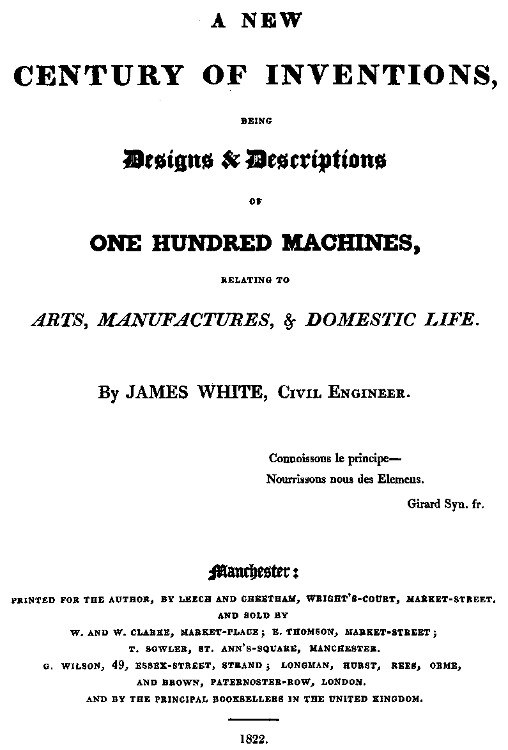 A NEW
CENTURY OF INVENTIONS,
BEING
Designs & Descriptions
OF
ONE HUNDRED MACHINES,
RELATING TO
ARTS, MANUFACTURES, & DOMESTIC LIFE.
By JAMES WHITE, CIVIL ENGINEER.
Connoissons le principe—
Nourrissons nous des Elemens.
Girard Syn. fr.
Manchester:
PRINTED FOR THE AUTHOR, BY LEECH AND CHEETHAM, WRIGHT'S-COURT, MARKET-STREET.
AND SOLD BY
W. AND W. CLARKE, MARKET-PLACE; E. THOMSON, MARKET-STREET;
T. SOWLER, ST. ANN'S-SQUARE, MANCHESTER.
G. WILSON, 49, ESSEX-STREET, STRAND; LONGMAN, HURST, REES, ORME,
AND BROWN, PATERNOSTER-ROW, LONDON.
AND BY THE PRINCIPAL BOOKSELLERS IN THE UNITED KINGDOM.
1822.